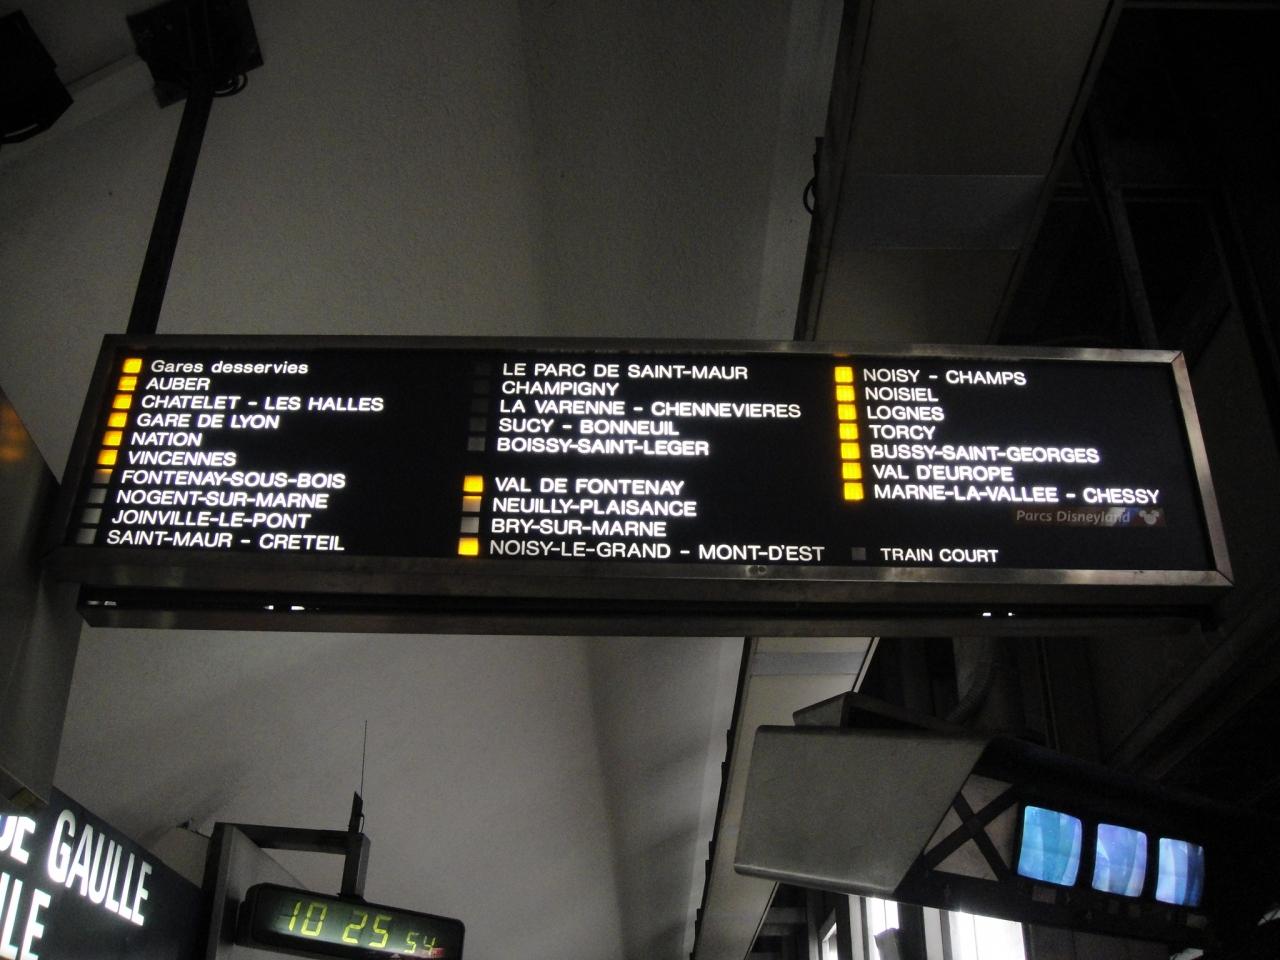 Gares desservies
AUBER
CHATELET - LES HALLES
GARE DE LYON
NATION
VINCENNES
FONTENAY-SOUS-BOIS
NOGENT-SUR-MARNE
JOINVILLE-LE-PONT
SAINT-MAUR - CRETEIL
LE PARC DE SAINT-MAUR
CHAMPIGNY
LA VARENNE - CHENNEVIERES
SUCY - BONNEUIL
BOISSY-SAINT-LEGER
VAL DE FONTENAY
NEUILLY-PLAISANCE
BRY-SUR-MARNE
NOISY-LE-GRAND - MONT-D'EST
NOISY - CHAMPS
NOISIEL
LOGNES
TORCY
BUSSY-SAINT-GEORGES
VAL D'EUROPE
MARNE-LA-VALLEE - CHESSY
Parcs Disneyland
TRAIN COURT
DE GAULLE
10 25 54